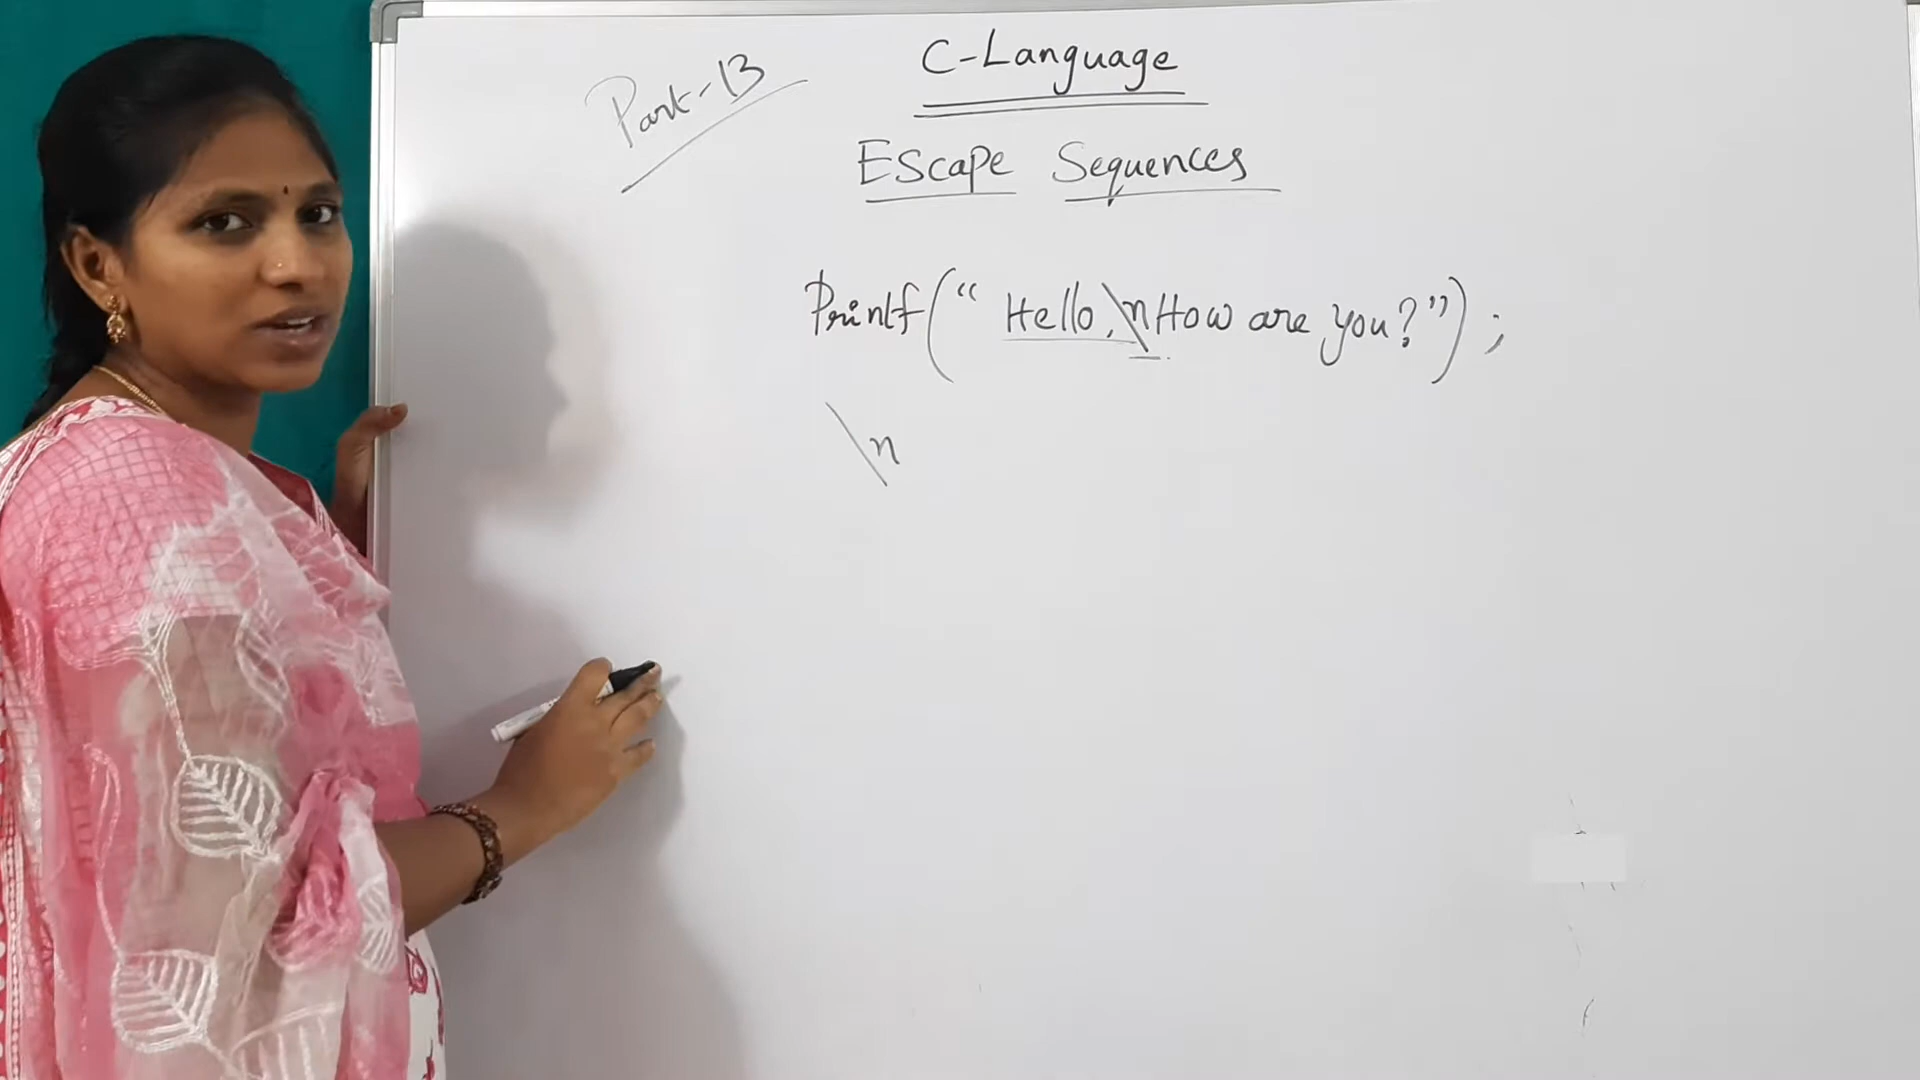 Part-13
C-Language
Escape Sequences
Printf(“ Hello,\nHow are you?”) ;
\n